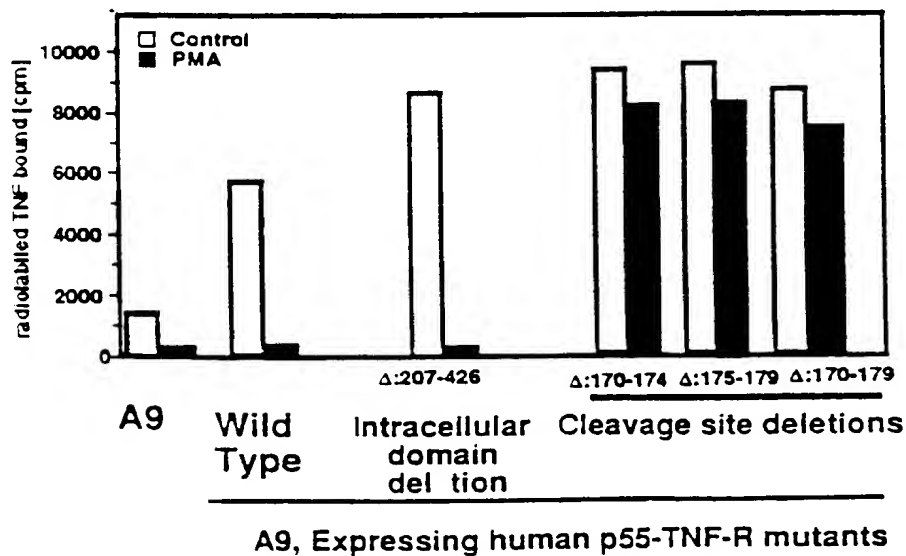 Control
PMA
radiolabelled TNF bound [cpm]
10000
8000
6000
4000
2000
0
Δ:207-426
Δ:170-174 Δ:175-179 Δ:170-179
A9
Wild Type
Intracellular domain del tion
Cleavage site deletions
A9, Expressing human p55-TNF-R mutants